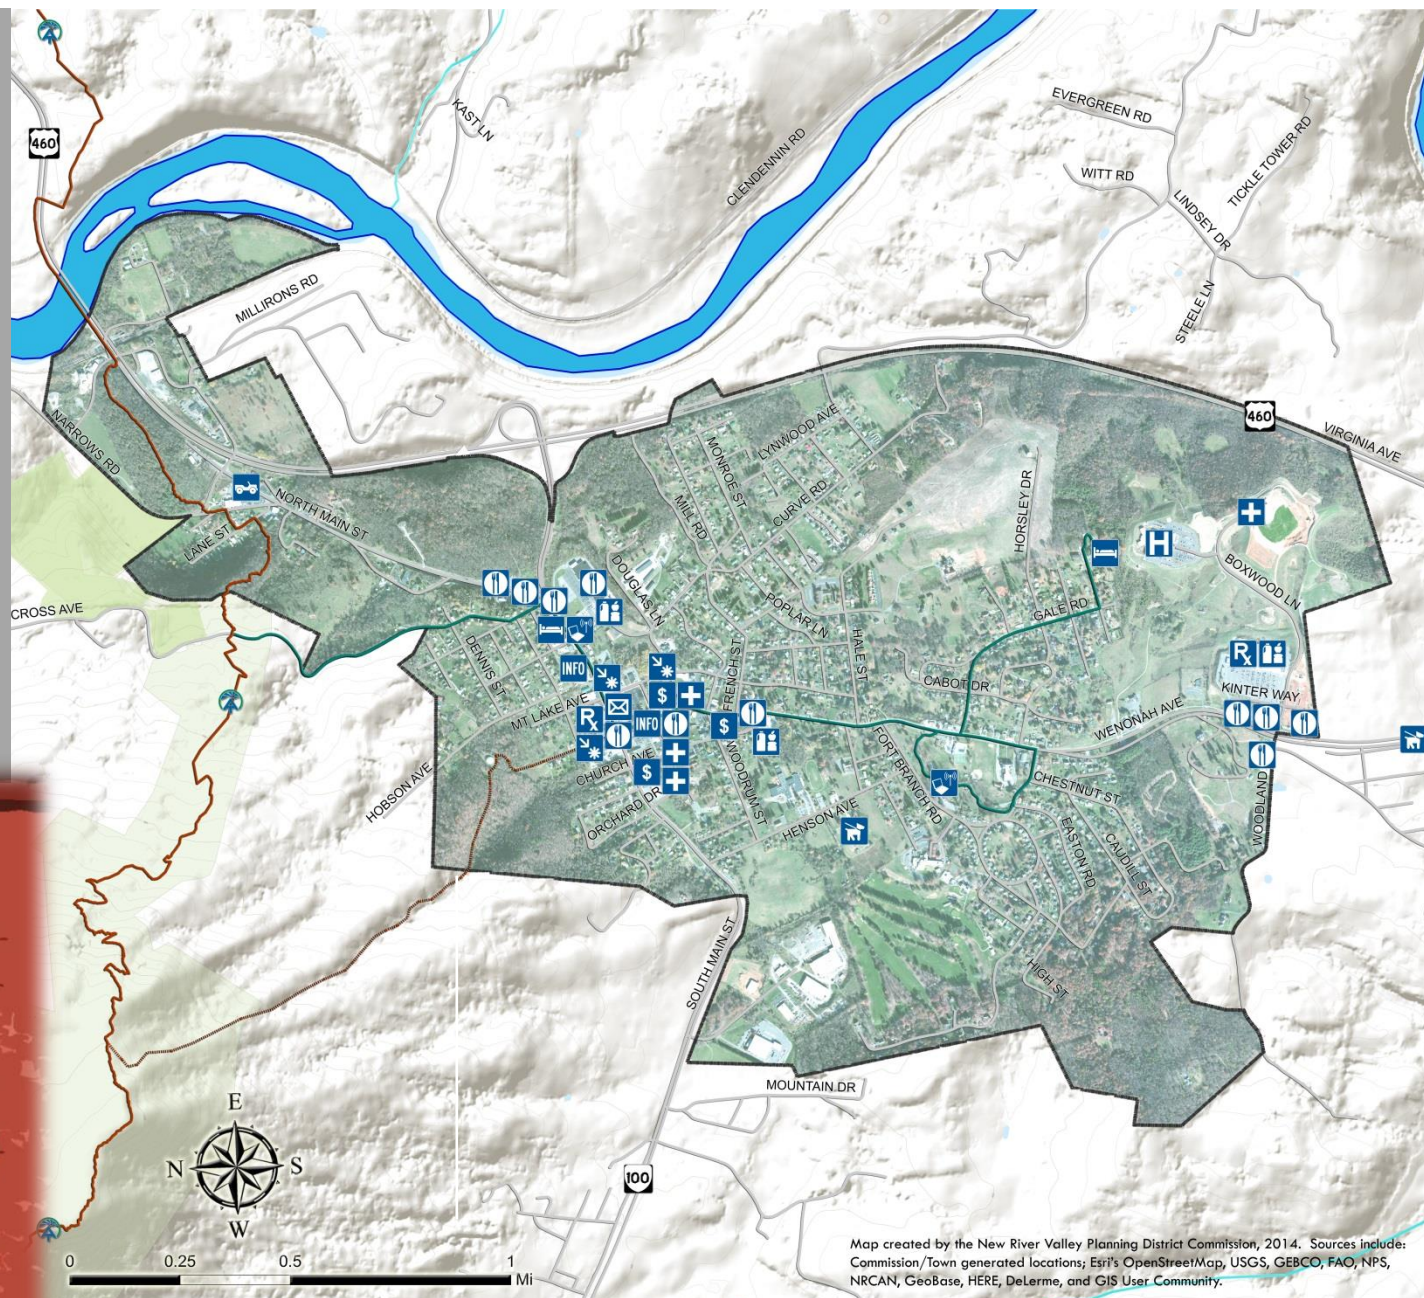 460
KAST LN
CLENDENNIN RD
EVERGREEN RD
WITT RD
TICKLE TOWER RD
LINDSEY DR
STEELE LN
MILLIRONS RD
NARROWS RD
460
VIRGINIA AVE
LYNWOOD AVE
MONROE ST
MILL RD
CURVE RD
HORSLEY DR
NORTH MAIN ST
LANE ST
H
BOXWOOD LN
DOUGLAS LN
POPLAR LN
GALE RD
CROSS AVE
DENNIS ST
HALE ST
FRENCH ST
INFO
CABOT DR
Rx
KINTER WAY
MT LAKE AVE
$
Rx
INFO
$
WENONAH AVE
CHURCH AVE
WOODRUM ST
FORT BRANCH RD
$
HOBSON AVE
ORCHARD DR
CHESTNUT ST
HENSON AVE
WOODLAND
EASTON RD
CAUDILL ST
SOUTH MAIN ST
HIGH ST
MOUNTAIN DR
E
N
S
W
100
0
0.25
0.5
1
Mi
Map created by the New River Valley Planning District Commission, 2014. Sources include:
Commission/Town generated locations; Esri's OpenStreetMap, USGS, GEBCO, FAO, NPS,
NRCAN, GeoBase, HERE, DeLerme, and GIS User Community.